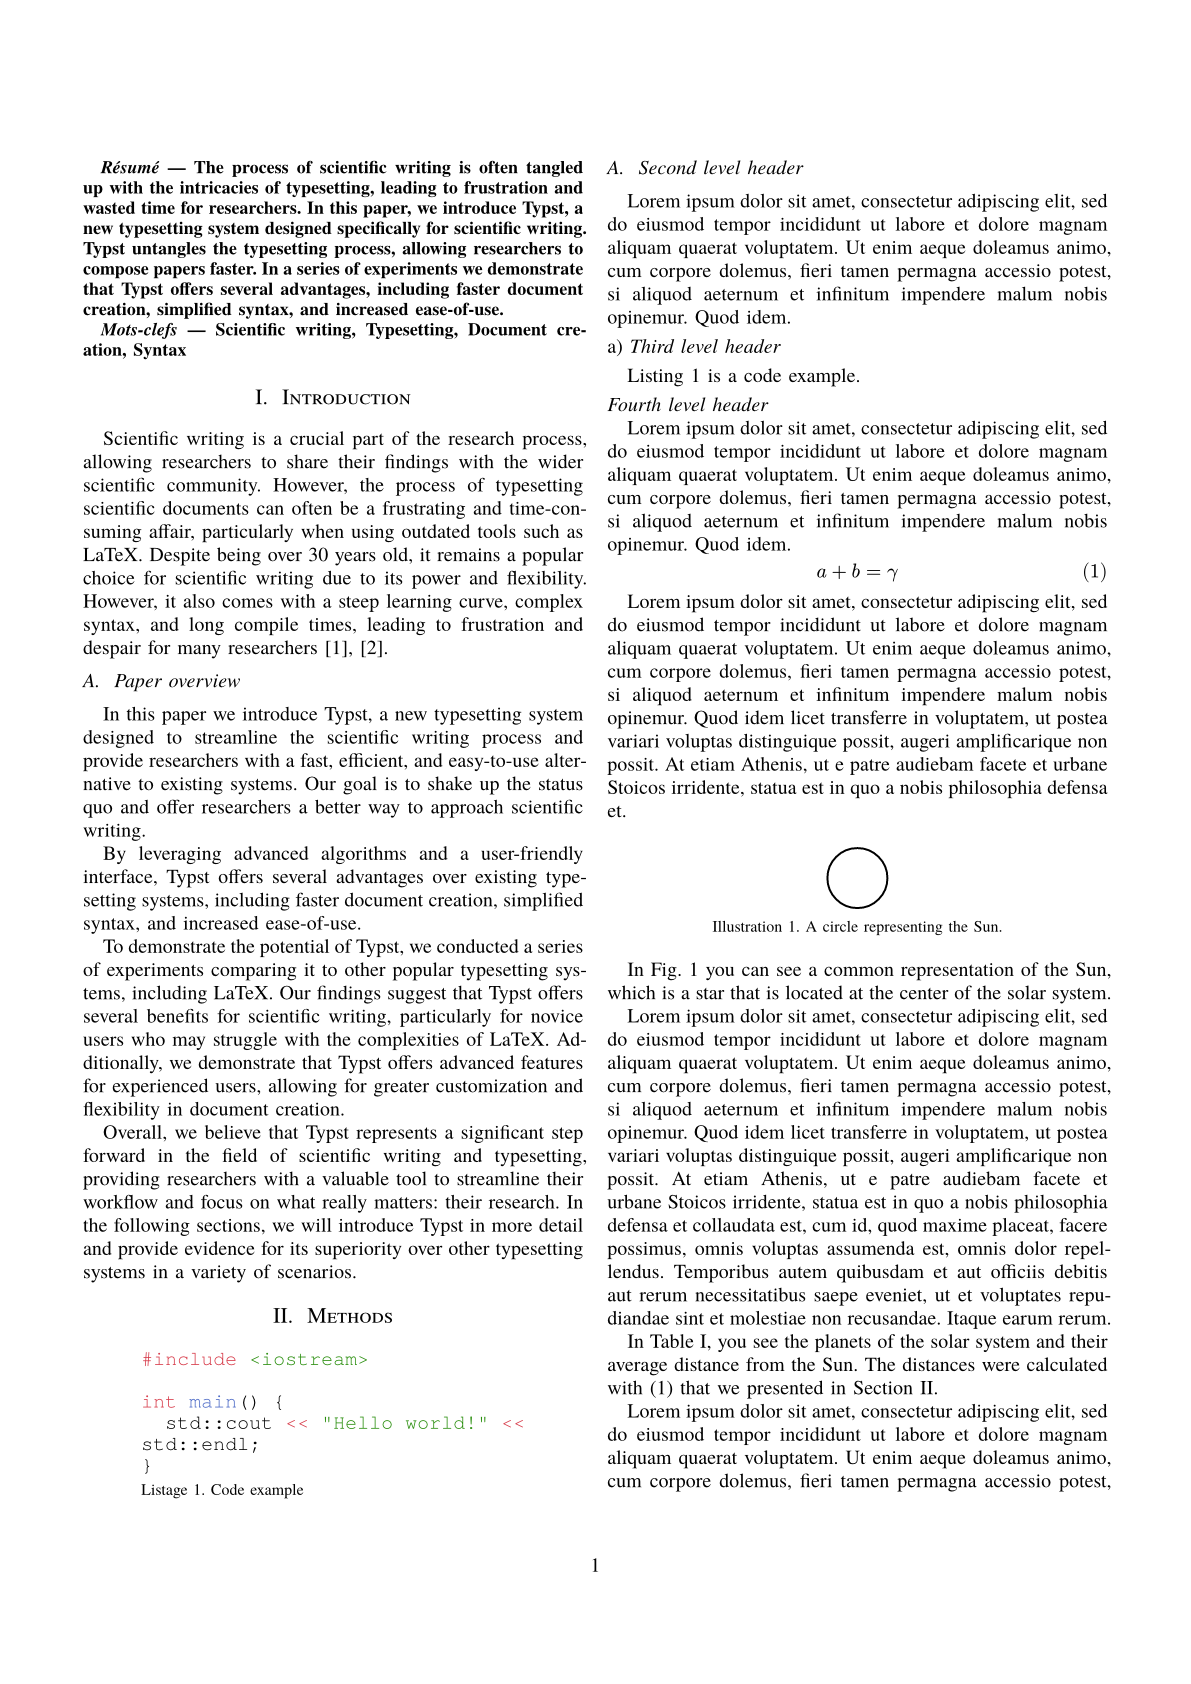 Résumé — The process of scientific writing is often tangled
up with the intricacies of typesetting, leading to frustration and
wasted time for researchers. In this paper, we introduce Typst, a
new typesetting system designed specifically for scientific writing.
Typst untangles the typesetting process, allowing researchers to
compose papers faster. In a series of experiments we demonstrate
that Typst offers several advantages, including faster document
creation, simplified syntax, and increased ease-of-use.
Mots-clefs — Scientific writing, Typesetting, Document cre-
ation, Syntax
I. Introduction
Scientific writing is a crucial part of the research process,
allowing researchers to share their findings with the wider
scientific community. However, the process of typesetting
scientific documents can often be a frustrating and time-con-
suming affair, particularly when using outdated tools such as
LaTeX. Despite being over 30 years old, it remains a popular
choice for scientific writing due to its power and flexibility.
However, it also comes with a steep learning curve, complex
syntax, and long compile times, leading to frustration and
despair for many researchers [1], [2].
A. Paper overview
In this paper we introduce Typst, a new typesetting system
designed to streamline the scientific writing process and
provide researchers with a fast, efficient, and easy-to-use alter-
native to existing systems. Our goal is to shake up the status
quo and offer researchers a better way to approach scientific
writing.
By leveraging advanced algorithms and a user-friendly
interface, Typst offers several advantages over existing type-
setting systems, including faster document creation, simplified
syntax, and increased ease-of-use.
To demonstrate the potential of Typst, we conducted a series
of experiments comparing it to other popular typesetting sys-
tems, including LaTeX. Our findings suggest that Typst offers
several benefits for scientific writing, particularly for novice
users who may struggle with the complexities of LaTeX. Ad-
ditionally, we demonstrate that Typst offers advanced features
for experienced users, allowing for greater customization and
flexibility in document creation.
Overall, we believe that Typst represents a significant step
forward in the field of scientific writing and typesetting,
providing researchers with a valuable tool to streamline their
workflow and focus on what really matters: their research. In
the following sections, we will introduce Typst in more detail
and provide evidence for its superiority over other typesetting
systems in a variety of scenarios.
II. Methods
#include <iostream>
int main() {
  std::cout << "Hello world!" <<
std::endl;
}
Listage 1. Code example
A. Second level header
Lorem ipsum dolor sit amet, consectetur adipiscing elit, sed
do eiusmod tempor incididunt ut labore et dolore magnam
aliquam quaerat voluptatem. Ut enim aeque doleamus animo,
cum corpore dolemus, fieri tamen permagna accessio potest,
si aliquod aeternum et infinitum impendere malum nobis
opinemur. Quod idem.
a) Third level header
Listing 1 is a code example.
Fourth level header
Lorem ipsum dolor sit amet, consectetur adipiscing elit, sed
do eiusmod tempor incididunt ut labore et dolore magnam
aliquam quaerat voluptatem. Ut enim aeque doleamus animo,
cum corpore dolemus, fieri tamen permagna accessio potest,
si aliquod aeternum et infinitum impendere malum nobis
opinemur. Quod idem.
a + b = γ (1)
Lorem ipsum dolor sit amet, consectetur adipiscing elit, sed
do eiusmod tempor incididunt ut labore et dolore magnam
aliquam quaerat voluptatem. Ut enim aeque doleamus animo,
cum corpore dolemus, fieri tamen permagna accessio potest,
si aliquod aeternum et infinitum impendere malum nobis
opinemur. Quod idem licet transferre in voluptatem, ut postea
variari voluptas distinguique possit, augeri amplificarique non
possit. At etiam Athenis, ut e patre audiebam facete et urbane
Stoicos irridente, statua est in quo a nobis philosophia defensa
et.
Illustration 1. A circle representing the Sun.
In Fig. 1 you can see a common representation of the Sun,
which is a star that is located at the center of the solar system.
Lorem ipsum dolor sit amet, consectetur adipiscing elit, sed
do eiusmod tempor incididunt ut labore et dolore magnam
aliquam quaerat voluptatem. Ut enim aeque doleamus animo,
cum corpore dolemus, fieri tamen permagna accessio potest,
si aliquod aeternum et infinitum impendere malum nobis
opinemur. Quod idem licet transferre in voluptatem, ut postea
variari voluptas distinguique possit, augeri amplificarique non
possit. At etiam Athenis, ut e patre audiebam facete et
urbane Stoicos irridente, statua est in quo a nobis philosophia
defensa et collaudata est, cum id, quod maxime placeat, facere
possimus, omnis voluptas assumenda est, omnis dolor repel-
lendus. Temporibus autem quibusdam et aut officiis debitis
aut rerum necessitatibus saepe eveniet, ut et voluptates repu-
diandae sint et molestiae non recusandae. Itaque earum rerum.
In Table I, you see the planets of the solar system and their
average distance from the Sun. The distances were calculated
with (1) that we presented in Section II.
Lorem ipsum dolor sit amet, consectetur adipiscing elit, sed
do eiusmod tempor incididunt ut labore et dolore magnam
aliquam quaerat voluptatem. Ut enim aeque doleamus animo,
cum corpore dolemus, fieri tamen permagna accessio potest,
1